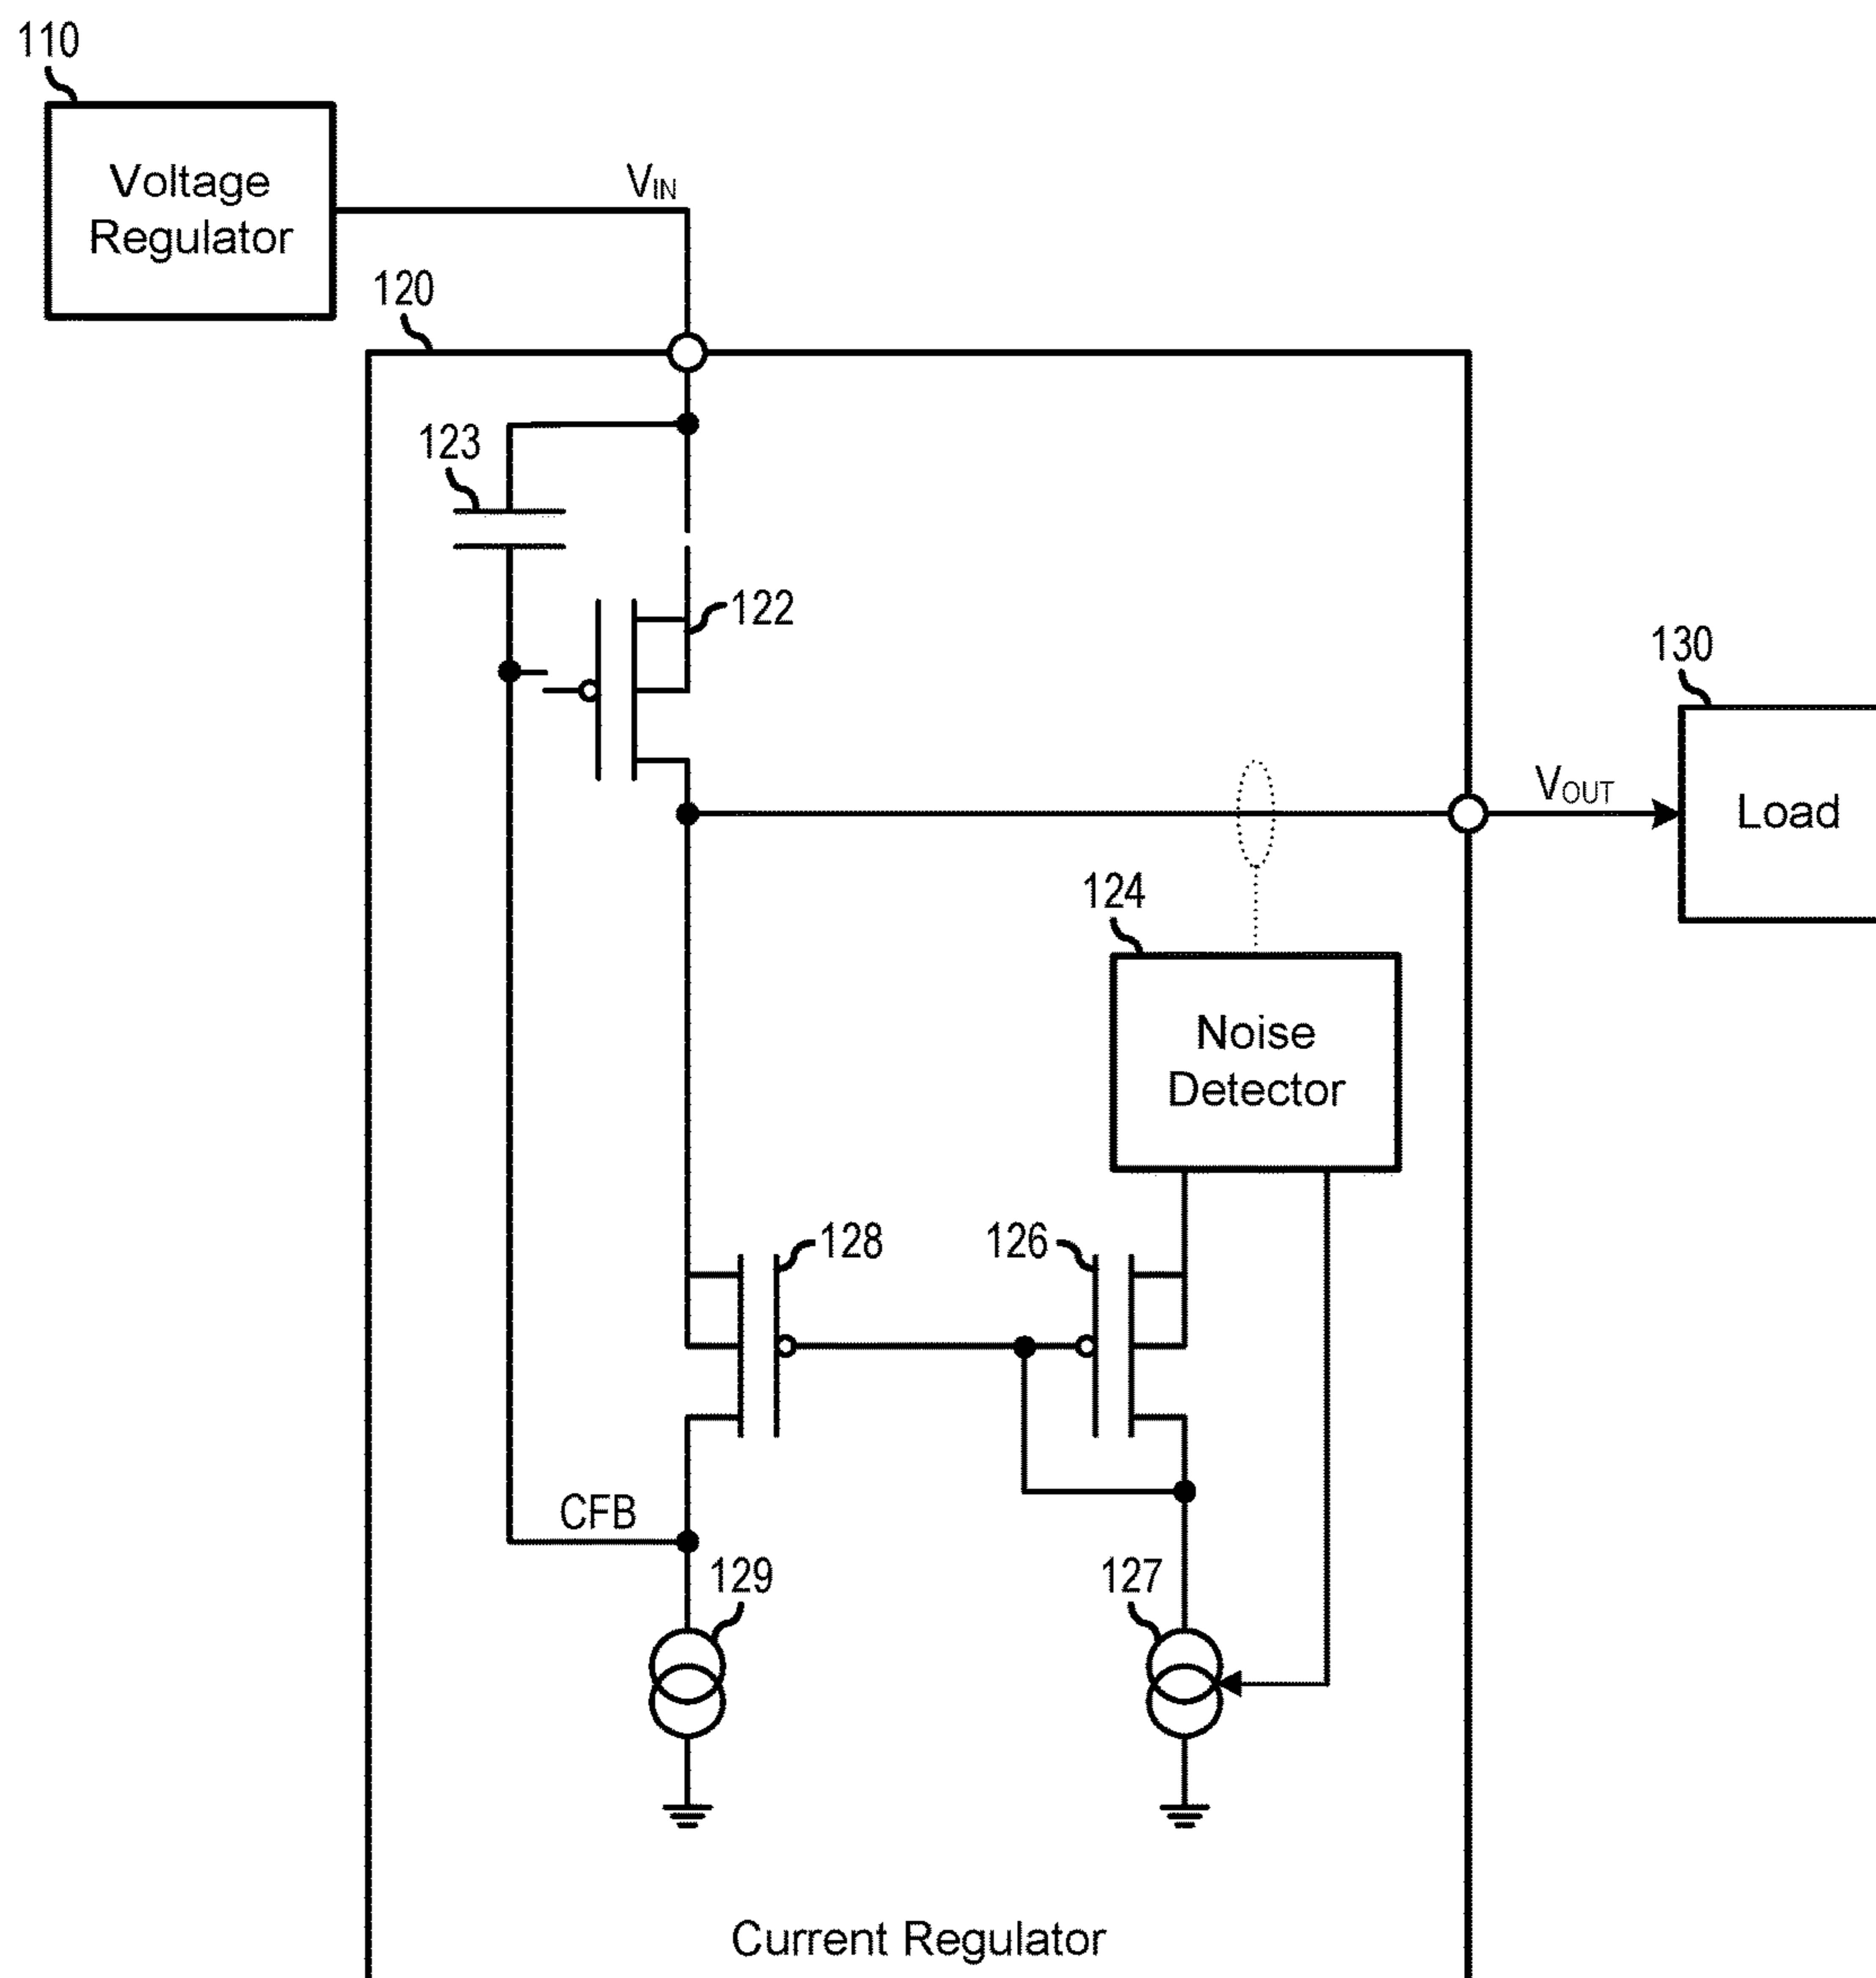 110
Voltage
Regulator
VIN
120
123
122
130
VOUT
Load
124
Noise
Detector
128
126
CFB
129
127
Current Regulator